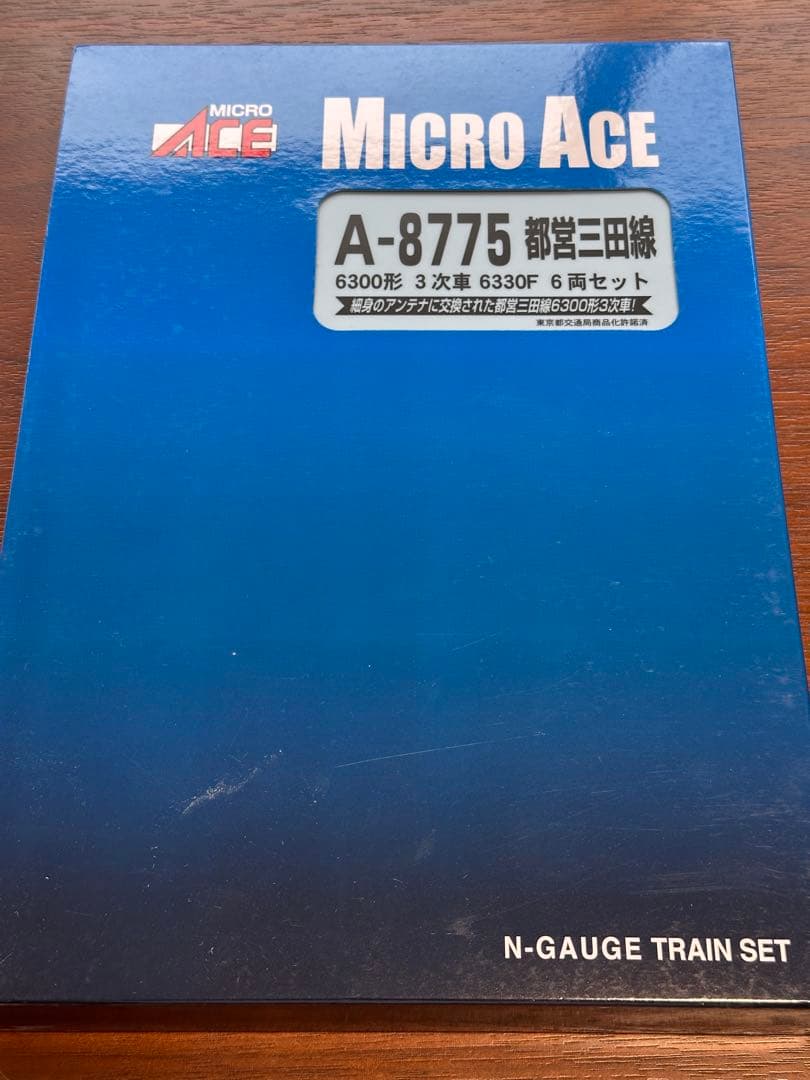 MICRO
ACE
MICRO ACE
A-8775 都営三田線
6300形 3次車 6330F 6両セット
細身のアンテナに交換された都営三田線6300形3次車!
東京都交通局商品化許諾済
N-GAUGE TRAIN SET